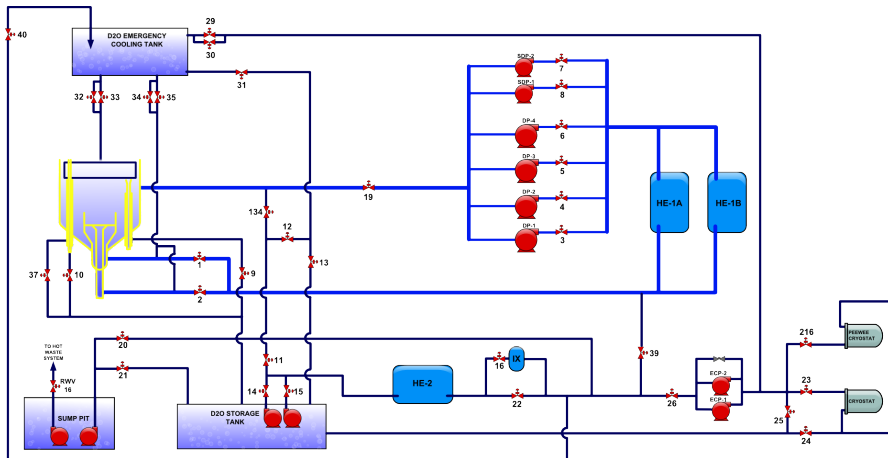 40
D2O EMERGENCY
COOLING TANK
29
30
31
32
33
34
35
SDP-2
7
SDP-1
8
DP-4
6
DP-3
5
DP-2
4
DP-1
3
HE-1A
HE-1B
19
134
12
13
37
10
9
1
2
TO HOT
WASTE
SYSTEM
RWV
16
20
21
SUMP PIT
11
14
15
D2O STORAGE
TANK
HE-2
16
IX
22
39
26
ECP-2
ECP-1
216
PEEWEE
CRYOSTAT
23
CRYOSTAT
25
24